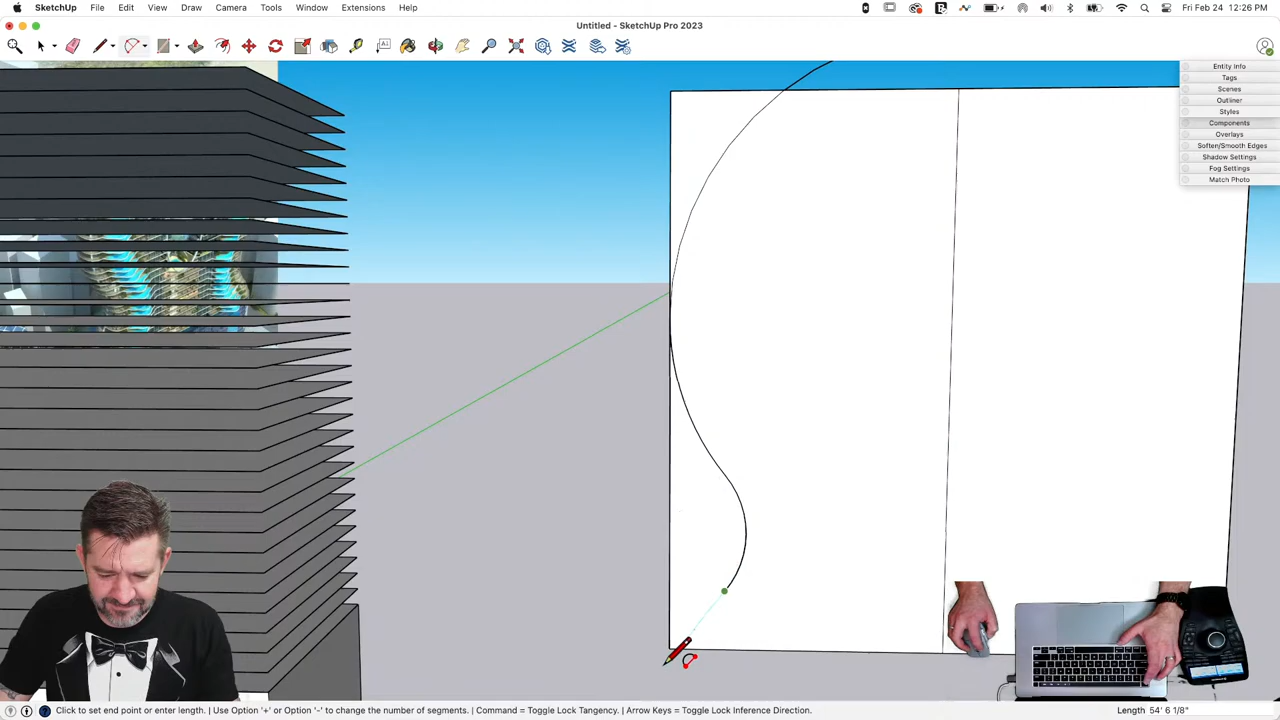 SketchUp File Edit View Draw Camera Tools Window Extensions Help
Fri Feb 24 12:26 PM
Untitled - SketchUp Pro 2023
Entity Info
Tags
Scenes
Outliner
Styles
Components
Overlays
Soften/Smooth Edges
Shadow Settings
Fog Settings
Match Photo
Click to set end point or enter length. | Use Option '+' or Option '-' to change the number of segments. | Command = Toggle Lock Tangency. | Arrow Keys = Toggle Lock Inference Direction.
Length 54' 6 1/8"